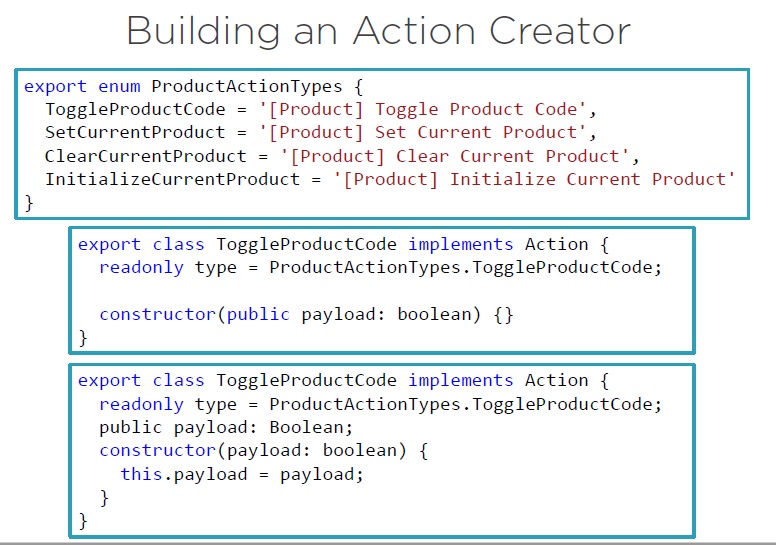 Building an Action Creator
export enum ProductActionTypes {
  ToggleProductCode = '[Product] Toggle Product Code',
  SetCurrentProduct = '[Product] Set Current Product',
  ClearCurrentProduct = '[Product] Clear Current Product',
  InitializeCurrentProduct = '[Product] Initialize Current Product'
}
export class ToggleProductCode implements Action {
  readonly type = ProductActionTypes.ToggleProductCode;
  constructor(public payload: boolean) {}
}
export class ToggleProductCode implements Action {
  readonly type = ProductActionTypes.ToggleProductCode;
  public payload: Boolean;
  constructor(payload: boolean) {
    this.payload = payload;
  }
}